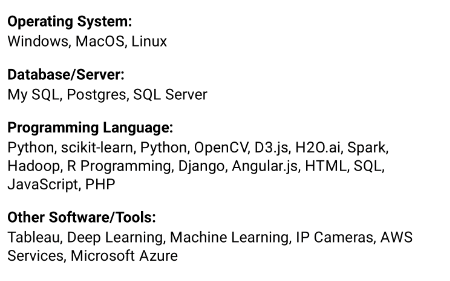 Operating System:
Windows, MacOS, Linux
Database/Server:
My SQL, Postgres, SQL Server
Programming Language:
Python, scikit-learn, Python, OpenCV, D3.js, H2O.ai, Spark,
Hadoop, R Programming, Django, Angular.js, HTML, SQL,
JavaScript, PHP
Other Software/Tools:
Tableau, Deep Learning, Machine Learning, IP Cameras, AWS
Services, Microsoft Azure